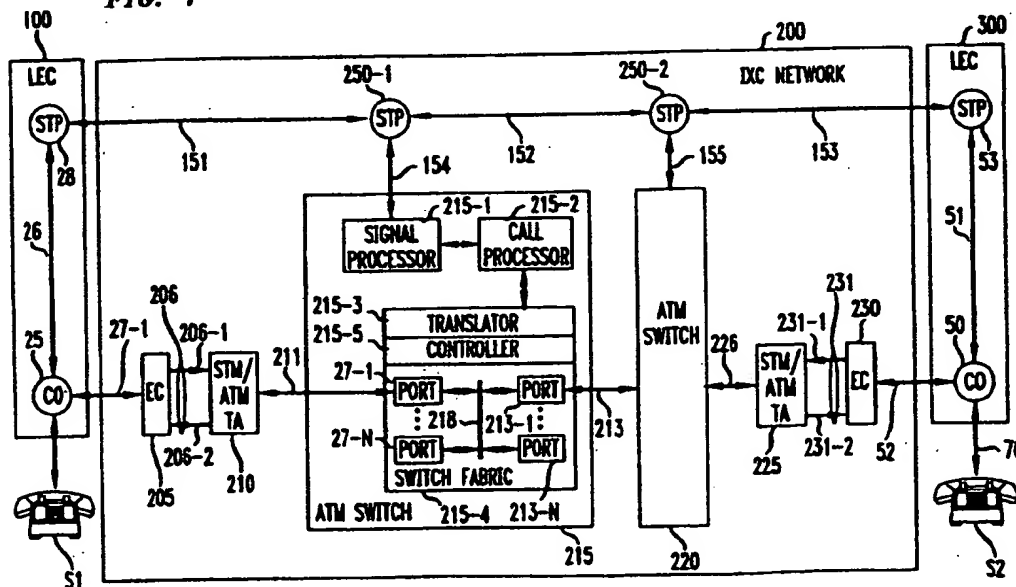 FIG. 1
100
LEC
200
IXC NETWORK
300
LEC
250-1
250-2
STP
STP
STP
STP
151
152
153
28
53
154
155
26
51
215-1
215-2
SIGNAL PROCESSOR
CALL PROCESSOR
215-3
TRANSLATOR
215-5
CONTROLLER
ATM SWITCH
25
27-1
206
206-1
206-2
EC
STM/ATM TA
211
27-1
PORT
PORT
218
213-1
213
27-N
PORT
PORT
SWITCH FABRIC
226
231
231-1
231-2
230
STM/ATM TA
EC
50
CO
CO
205
210
225
52
215-4
213-N
ATM SWITCH
215
220
S1
S2